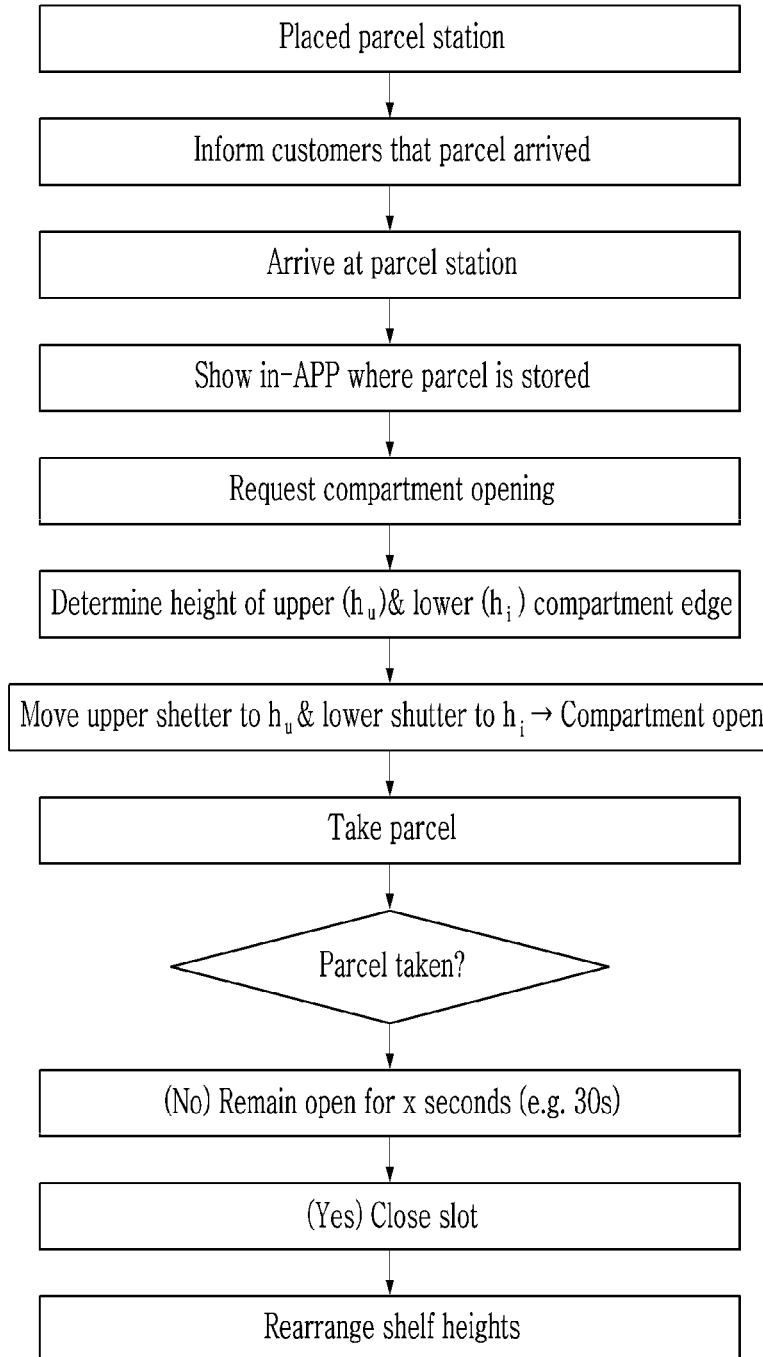 Placed parcel station
Inform customers that parcel arrived
Arrive at parcel station
Show in-APP where parcel is stored
Request compartment opening
Determine height of upper (hᵤ)& lower (hᵢ) compartment edge
Move upper shetter to hᵤ & lower shutter to hᵢ → Compartment open
Take parcel
Parcel taken?
(No) Remain open for x seconds (e.g. 30s)
(Yes) Close slot
Rearrange shelf heights